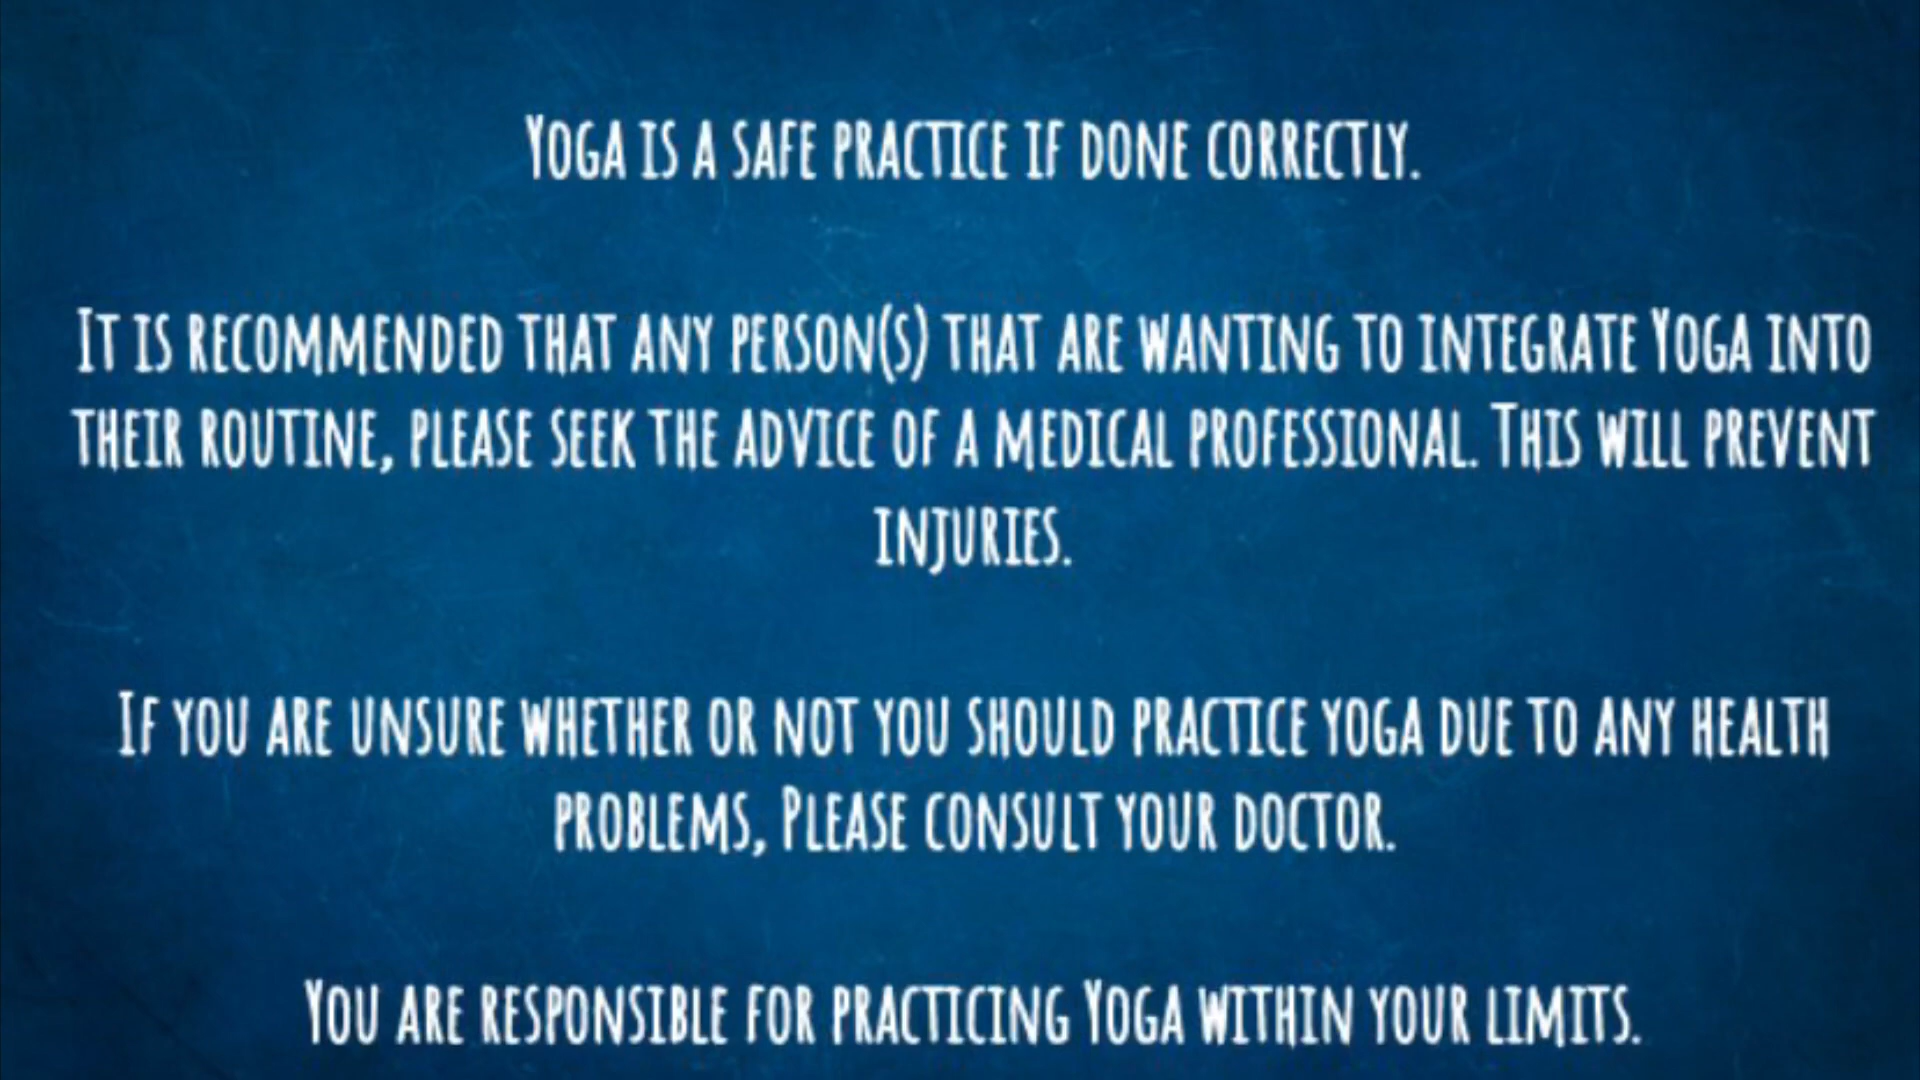 Yoga is a safe practice if done correctly.
It is recommended that any person(s) that are wanting to integrate Yoga into
their routine, please seek the advice of a medical professional. This will prevent
injuries.
If you are unsure whether or not you should practice yoga due to any health
problems, Please consult your doctor.
You are responsible for practicing Yoga within your limits.